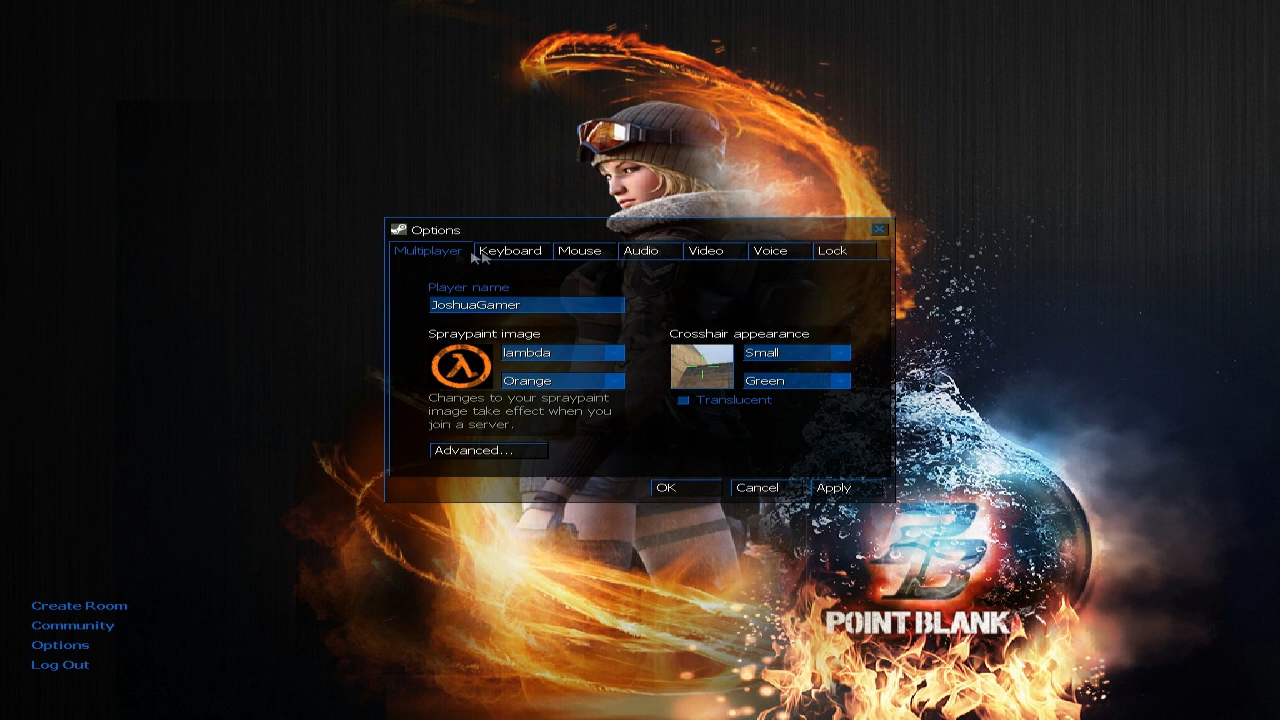 Options
Multiplayer Keyboard Mouse Audio Video Voice Lock
Player name
JoshuaGamer
Spraypaint image
lambda
Orange
Changes to your spraypaint
image take effect when you
join a server.
Advanced...
Crosshair appearance
Small
Green
Translucent
OK Cancel Apply
Create Room
Community
Options
Log Out
POINT BLANK